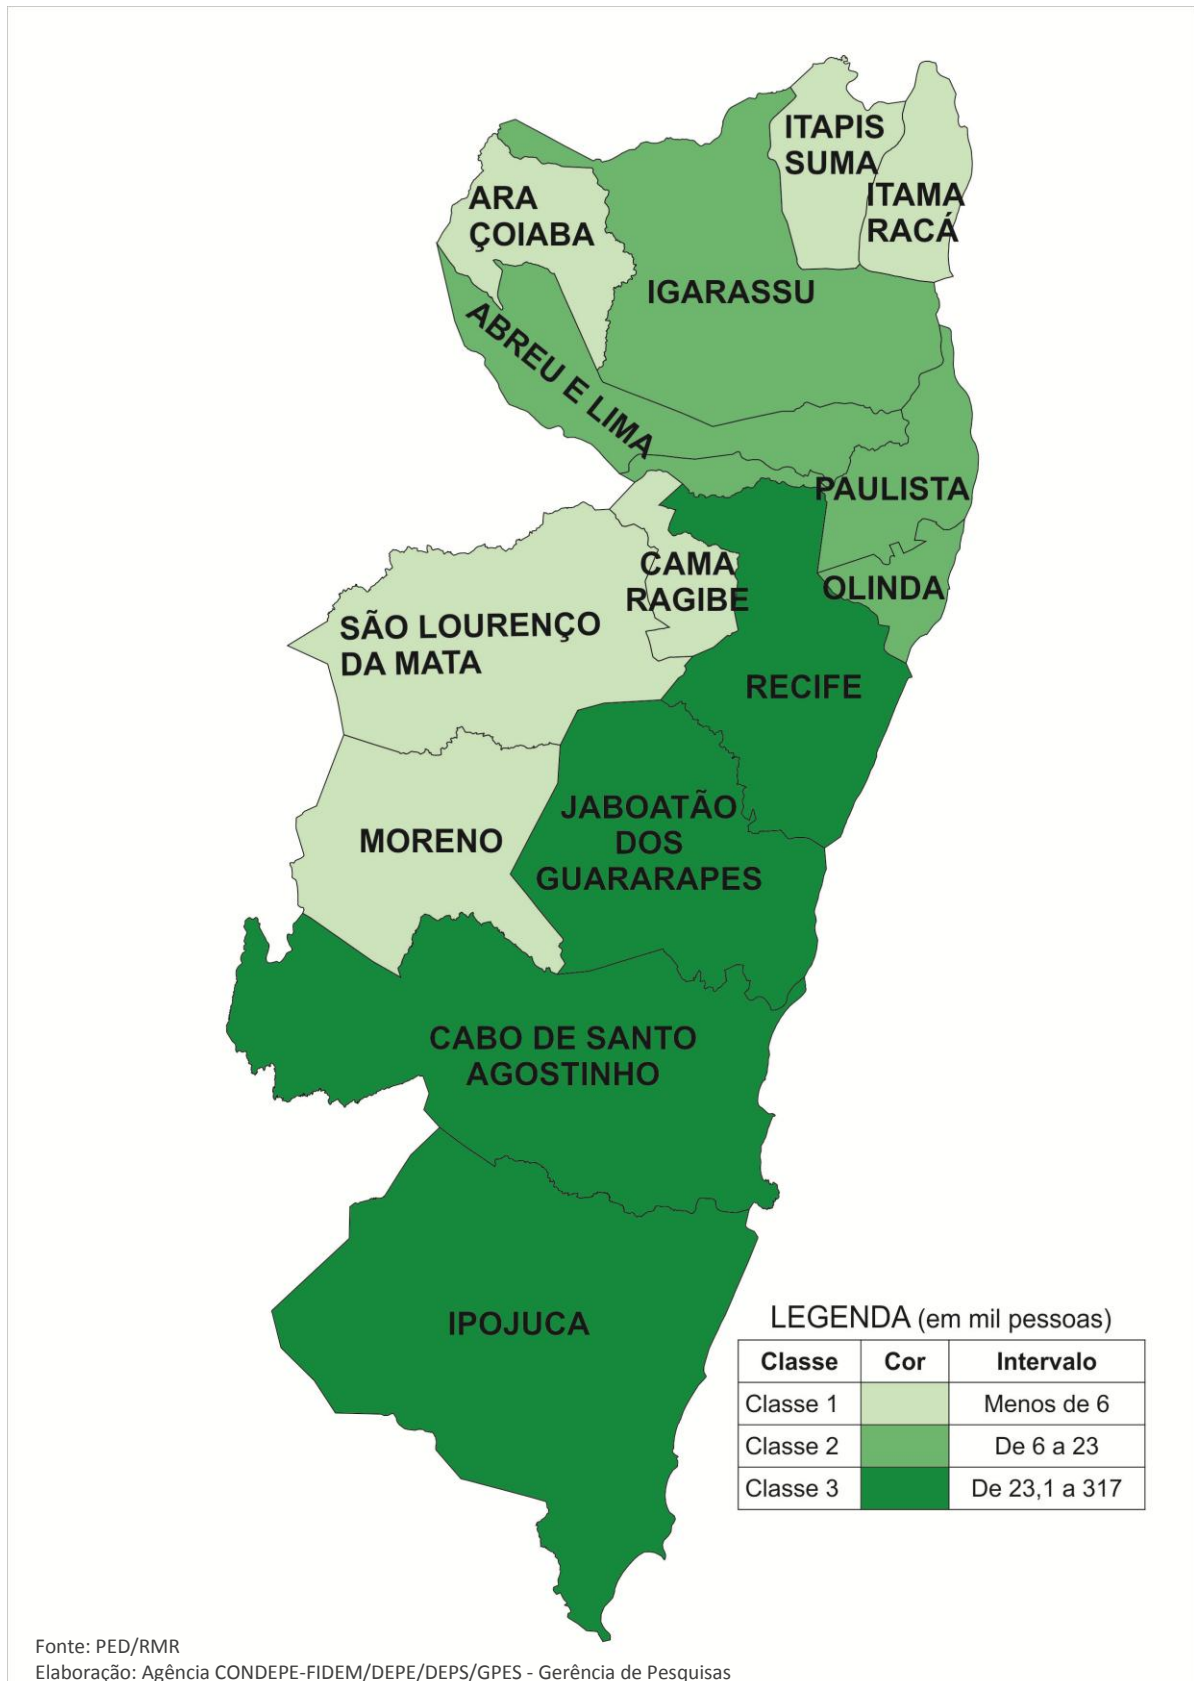 ITAPIS
SUMA
ITAMA
RACÁ
ARA
ÇOIABA
IGARASSU
ABREU E LIMA
PAULISTA
OLINDA
CAMA
RAGIBE
SÃO LOURENÇO
DA MATA
RECIFE
MORENO
JABOATÃO
DOS
GUARARAPES
CABO DE SANTO
AGOSTINHO
IPOJUCA
LEGENDA (em mil pessoas)
Classe Cor Intervalo
Classe 1 Menos de 6
Classe 2 De 6 a 23
Classe 3 De 23,1 a 317
Fonte: PED/RMR
Elaboração: Agência CONDEPE-FIDEM/DEPE/DEPS/GPES - Gerência de Pesquisas